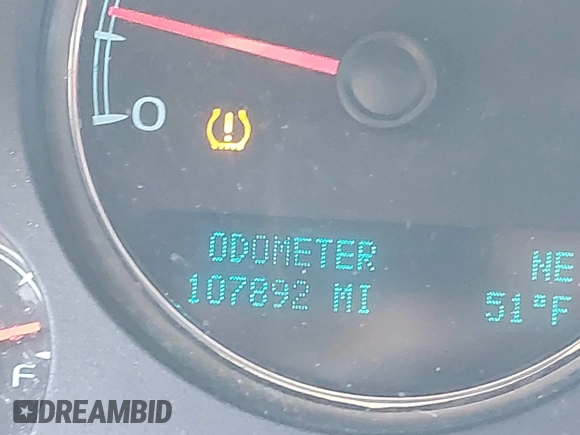 0
ODOMETER NE
107892 MI 51°F
F
DREAMBID